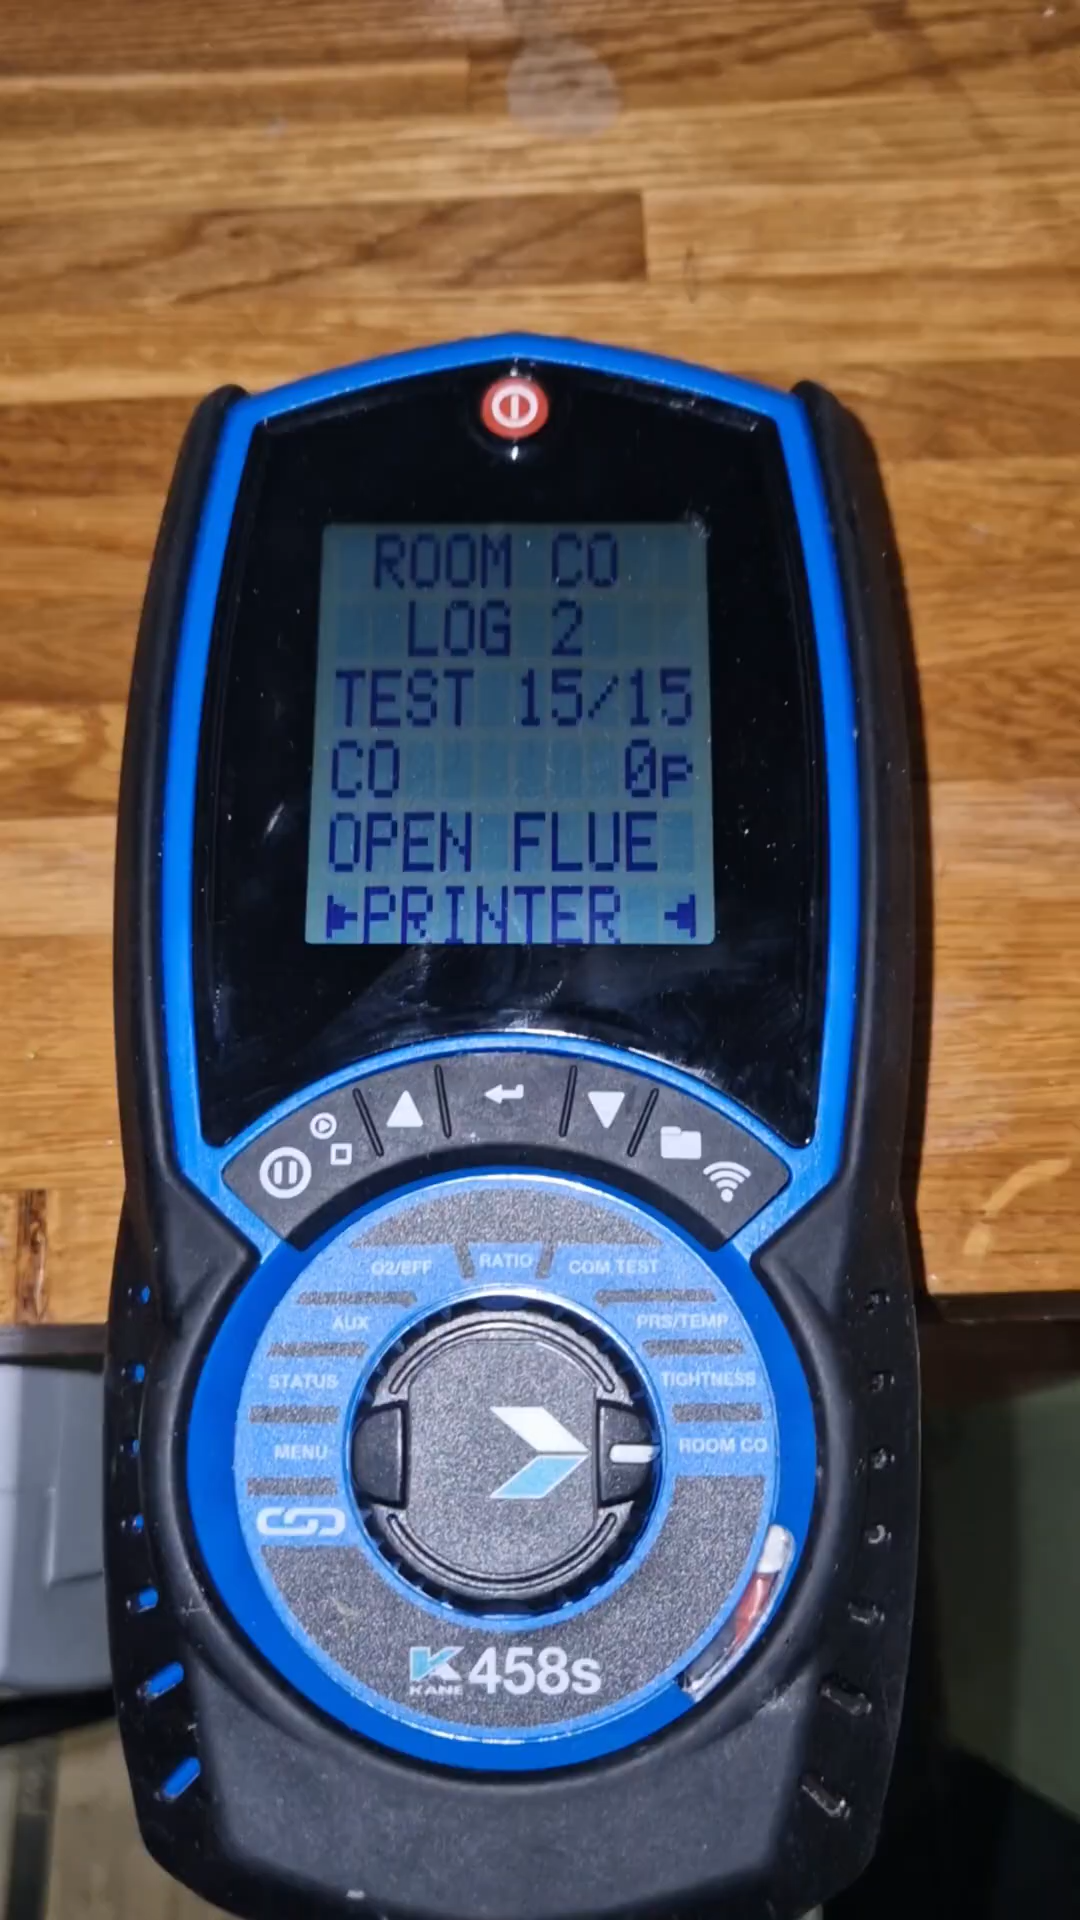 ROOM CO
LOG 2
TEST 15/15
CO 0P
OPEN FLUE
PRINTER
O2/EFF RATIO COM TEST
AUX PRS/TEMP
STATUS TIGHTNESS
MENU ROOM CO
KANE 458s